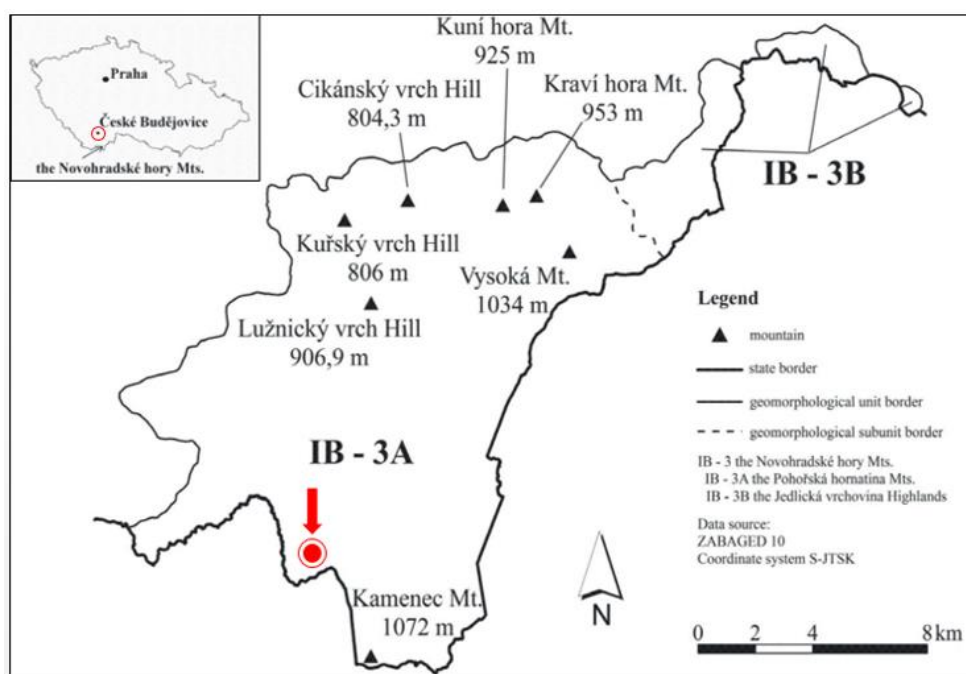 Praha
České Budějovice
the Novohradské hory Mts.
Kuní hora Mt.
925 m
Cikánský vrch Hill
804,3 m
Kraví hora Mt.
953 m
IB - 3B
Kuřský vrch Hill
806 m
Vysoká Mt.
1034 m
Lužnický vrch Hill
906,9 m
IB - 3A
Kamenec Mt.
1072 m
N
Legend
mountain
state border
geomorphological unit border
geomorphological subunit border
IB - 3 the Novohradské hory Mts.
IB - 3A the Pohořská hornatina Mts.
IB - 3B the Jedlická vrchovina Highlands
Data source:
ZABAGED 10
Coordinate system S-JTSK
0 2 4 8 km